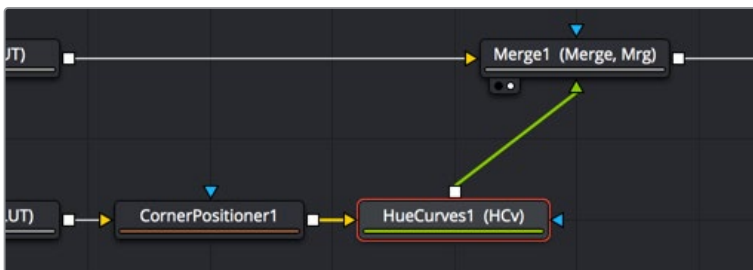 UT)
Merge1 (Merge, Mrg)
.UT)
CornerPositioner1
HueCurves1 (HCv)